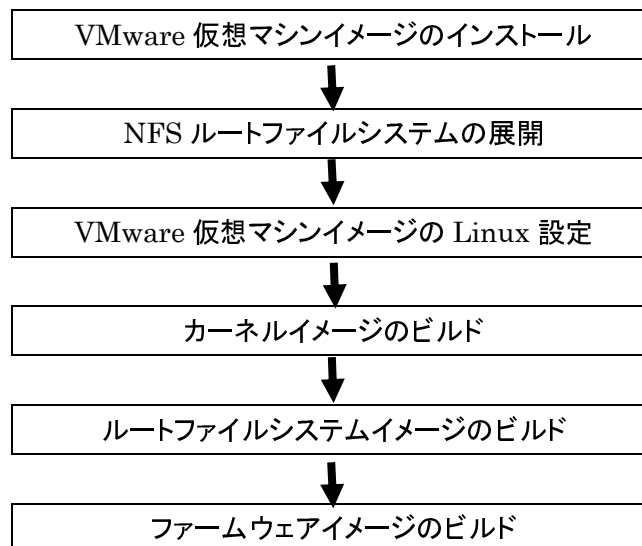 VMware 仮想マシンイメージのインストール
NFS ルートファイルシステムの展開
VMware 仮想マシンイメージの Linux 設定
カーネルイメージのビルド
ルートファイルシステムイメージのビルド
ファームウェアイメージのビルド